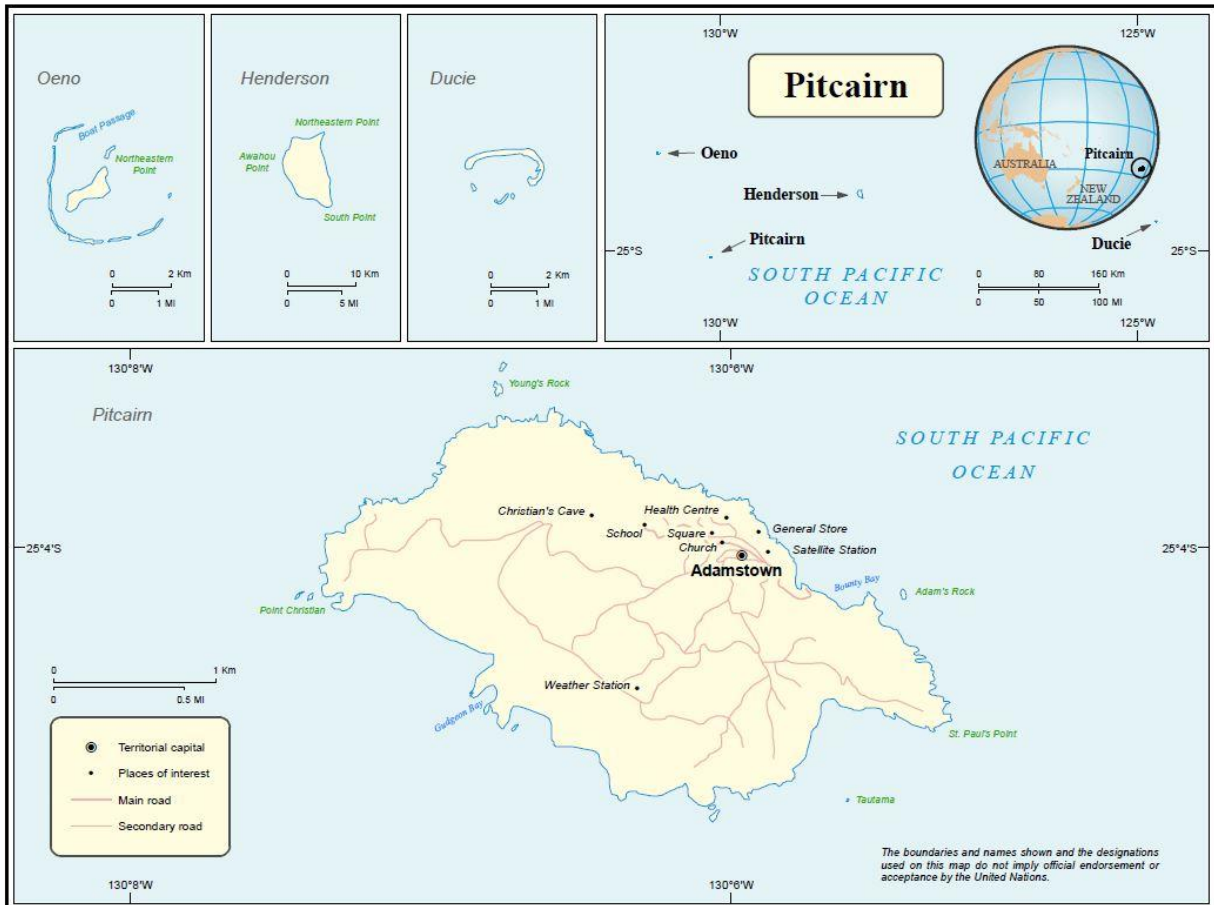 Oeno
Boat Passage
Northeastern
Point
0 2 Km
0 1 MI
Henderson
Northeastern Point
Awahou
Point
South Point
0 10 Km
0 5 MI
Ducie
0 2 Km
0 1 MI
130°W 125°W
Pitcairn
Oeno
Henderson
Pitcairn
Ducie
25°S 25°S
SOUTH PACIFIC
OCEAN
AUSTRALIA
NEW
ZEALAND
Pitcairn
0 80 160 Km
0 50 100 MI
130°W 125°W
130°8'W 130°6'W
Pitcairn
Young's Rock
SOUTH PACIFIC
OCEAN
Christian's Cave
Health Centre
School
Square
General Store
Church
Satellite Station
25°4'S 25°4'S
Adamstown
Bounty Bay
Adam's Rock
Point Christian
Weather Station
Gudgeon Bay
St. Paul's Point
Tautama
0 1 Km
0 0.5 MI
Territorial capital
Places of interest
Main road
Secondary road
The boundaries and names shown and the designations
used on this map do not imply official endorsement or
acceptance by the United Nations.
130°8'W 130°6'W